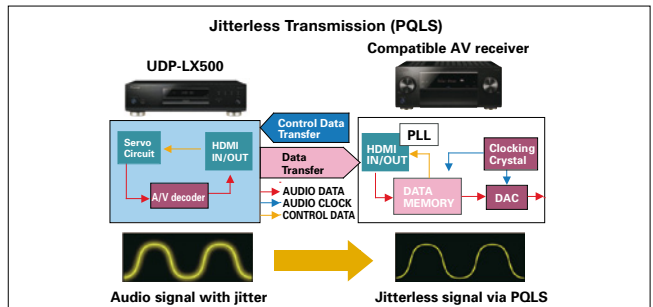 Jitterless Transmission (PQLS)
Compatible AV receiver
UDP-LX500
Control Data
Transfer
Data
Transfer
Servo
Circuit
HDMI
IN/OUT
A/V decoder
AUDIO DATA
AUDIO CLOCK
CONTROL DATA
HDMI
IN/OUT
PLL
Clocking
Crystal
DATA
MEMORY
DAC
Audio signal with jitter
Jitterless signal via PQLS